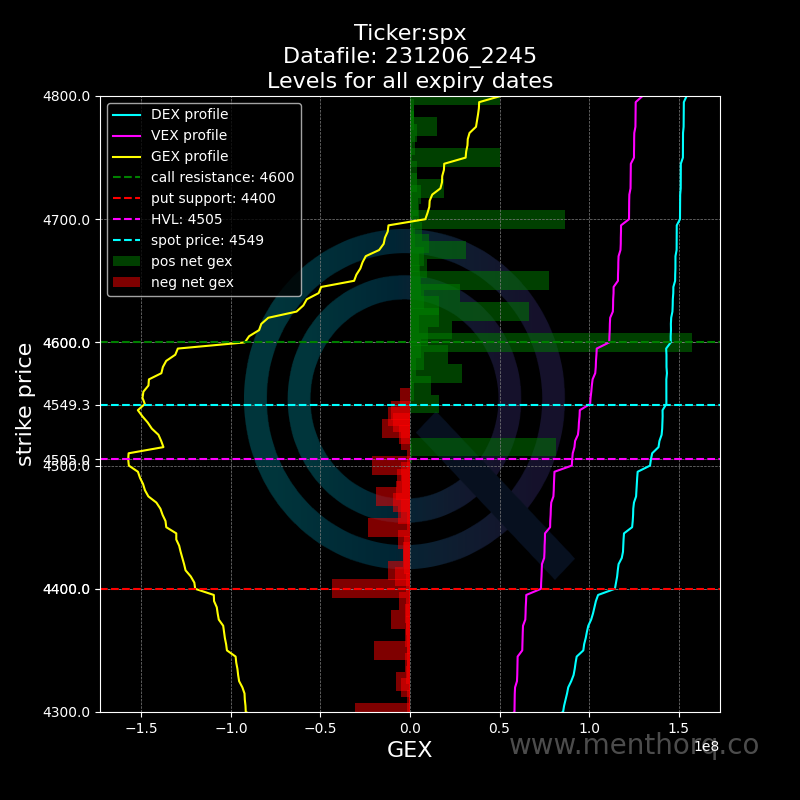 Ticker:spx
Datafile: 231206_2245
Levels for all expiry dates
DEX profile
VEX profile
GEX profile
call resistance: 4600
put support: 4400
HVL: 4505
spot price: 4549
pos net gex
neg net gex
4800.0
4700.0
4600.0
4549.3
4505.0
4500.0
4400.0
4300.0
strike price
−1.5 −1.0 −0.5 0.0 0.5 1.0 1.5
1e8
GEX
www.menthorq.co